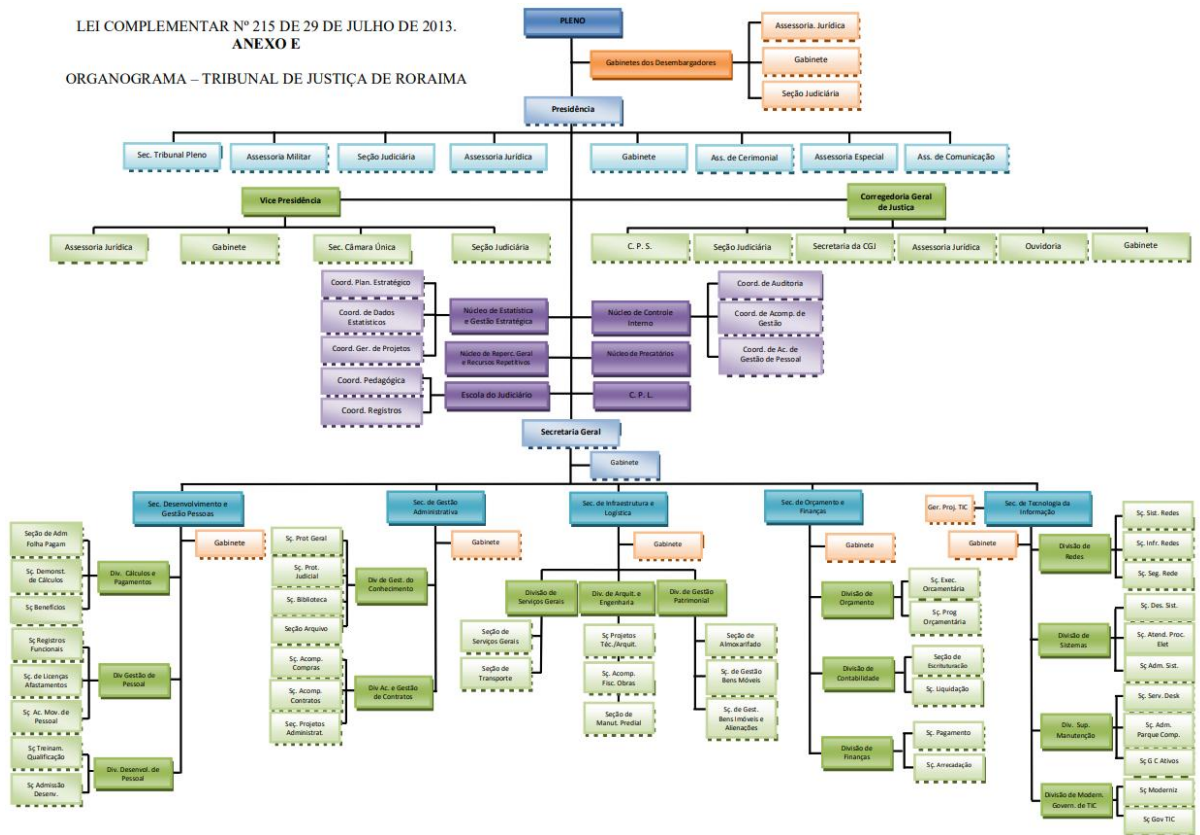 LEI COMPLEMENTAR Nº 215 DE 29 DE JULHO DE 2013.
ANEXO E
ORGANOGRAMA – TRIBUNAL DE JUSTIÇA DE RORAIMA
PLENO
Gabinetes dos Desembargadores
Assessoria. Jurídica
Gabinete
Seção Judiciária
Presidência
Sec. Tribunal Pleno
Assessoria Militar
Seção Judiciária
Assessoria Jurídica
Gabinete
Ass. de Cerimonial
Assessoria Especial
Ass. de Comunicação
Vice Presidência
Corregedoria Geral
de Justiça
Assessoria Jurídica
Gabinete
Sec. Câmara Única
Seção Judiciária
C. P. S.
Seção Judiciária
Secretaria da CGJ
Assessoria Jurídica
Ouvidoria
Gabinete
Coord. Plan. Estratégico
Coord. de Dados
Estatísticos
Coord. Ger. de Projetos
Coord. Pedagógica
Coord. Registros
Núcleo de Estatística
e Gestão Estratégica
Núcleo de Reperc. Geral
e Recursos Repetitivos
Escola do Judiciário
Núcleo de Controle
Interno
Núcleo de Precatórios
C. P. L.
Coord. de Auditoria
Coord. de Acomp. de
Gestão
Coord. de Ac. de
Gestão de Pessoal
Secretaria Geral
Gabinete
Sec. Desenvolvimento e
Gestão Pessoas
Gabinete
Seção de Adm
Folha Pagam
Sç. Demonst.
de Cálculos
Sç Benefícios
Div. Cálculos e
Pagamentos
Sç Registros
Funcionais
Sç. de Licenças
Afastamentos
Sç Ac. Mov. de
Pessoal
Div Gestão de
Pessoal
Sç Treinam.
Qualificação
Sç Admissão
Desenv.
Div. Desenvol. de
Pessoal
Sec. de Gestão
Administrativa
Gabinete
Sç. Prot Geral
Sç. Prot.
Judicial
Sç. Biblioteca
Seção Arquivo
Div de Gest. do
Conhecimento
Sç. Acomp.
Compras
Sç. Acomp.
Contratos
Seç. Projetos
Administrat.
Div Ac. e Gestão
de Contratos
Sec. de Infraestrutura e
Logística
Gabinete
Divisão de
Serviços Gerais
Seção de
Serviços Gerais
Seção de
Transporte
Div. de Arquit. e
Engenharia
Sç Projetos
Téc./Arquit.
Sç. Acomp.
Fisc. Obras
Seção de
Manut. Predial
Div. de Gestão
Patrimonial
Seção de
Almoxarifado
Sç. de Gestão
Bens Móveis
Sç. de Gest.
Bens Imóveis e
Alienações
Sec. de Orçamento e
Finanças
Gabinete
Divisão de
Orçamento
Sç. Exec.
Orcamentária
Sç. Prog
Orçamentária
Divisão de
Contabilidade
Seção de
Escrituração
Sç. Liquidação
Divisão de
Finanças
Sç. Pagamento
Sç. Arrecadação
Ger. Proj. TIC
Sec. de Tecnologia da
Informação
Gabinete
Divisão de
Redes
Sç. Sist. Redes
Sç. Infr. Redes
Sç. Seg. Rede
Divisão de
Sistemas
Sç. Des. Sist.
Sç. Atend. Proc.
Elet
Sç Adm. Sist.
Div. Sup.
Manutenção
Sç. Serv. Desk
Sç. Adm.
Parque Comp.
Sç G C Ativos
Divisão de Modern.
Govern. de TIC
Sç Moderniz
Sç Gov TIC